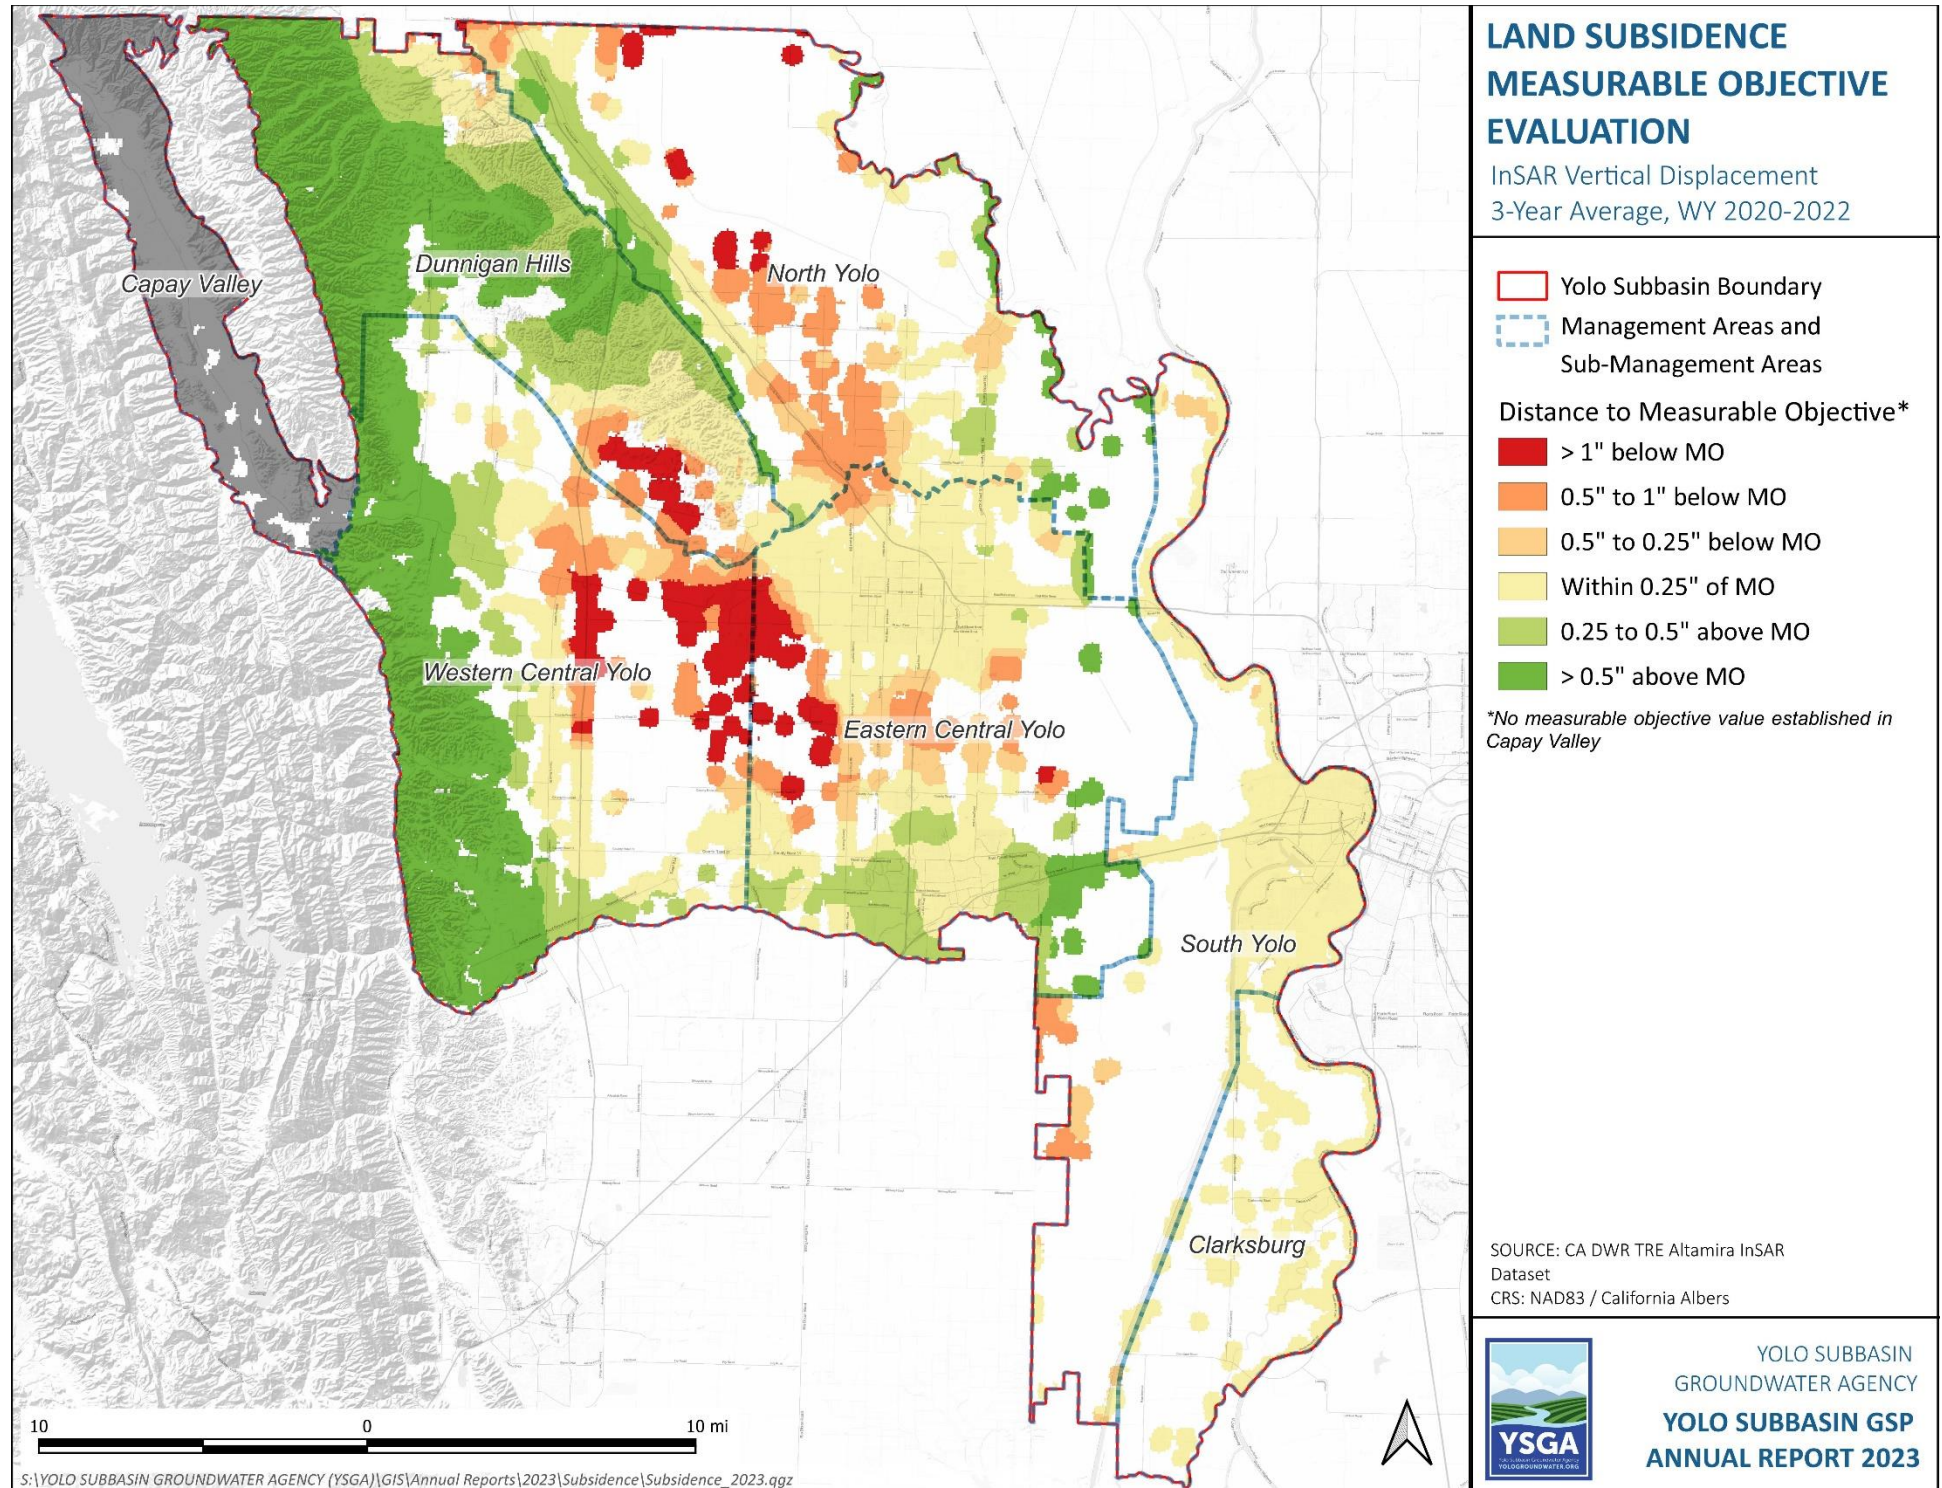 LAND SUBSIDENCE
MEASURABLE OBJECTIVE
EVALUATION
InSAR Vertical Displacement
3-Year Average, WY 2020-2022
Yolo Subbasin Boundary
Management Areas and
Sub-Management Areas
Distance to Measurable Objective*
> 1" below MO
0.5" to 1" below MO
0.5" to 0.25" below MO
Within 0.25" of MO
0.25 to 0.5" above MO
> 0.5" above MO
*No measurable objective value established in
Capay Valley
Capay Valley
Dunnigan Hills
North Yolo
Western Central Yolo
Eastern Central Yolo
South Yolo
Clarksburg
10 0 10 mi
S:\YOLO SUBBASIN GROUNDWATER AGENCY (YSGA)\GIS\Annual Reports\2023\Subsidence\Subsidence_2023.qgz
SOURCE: CA DWR TRE Altamira InSAR
Dataset
CRS: NAD83 / California Albers
YSGA
Yolo Subbasin Groundwater Agency
YOLOGROUNDWATER.ORG
YOLO SUBBASIN
GROUNDWATER AGENCY
YOLO SUBBASIN GSP
ANNUAL REPORT 2023